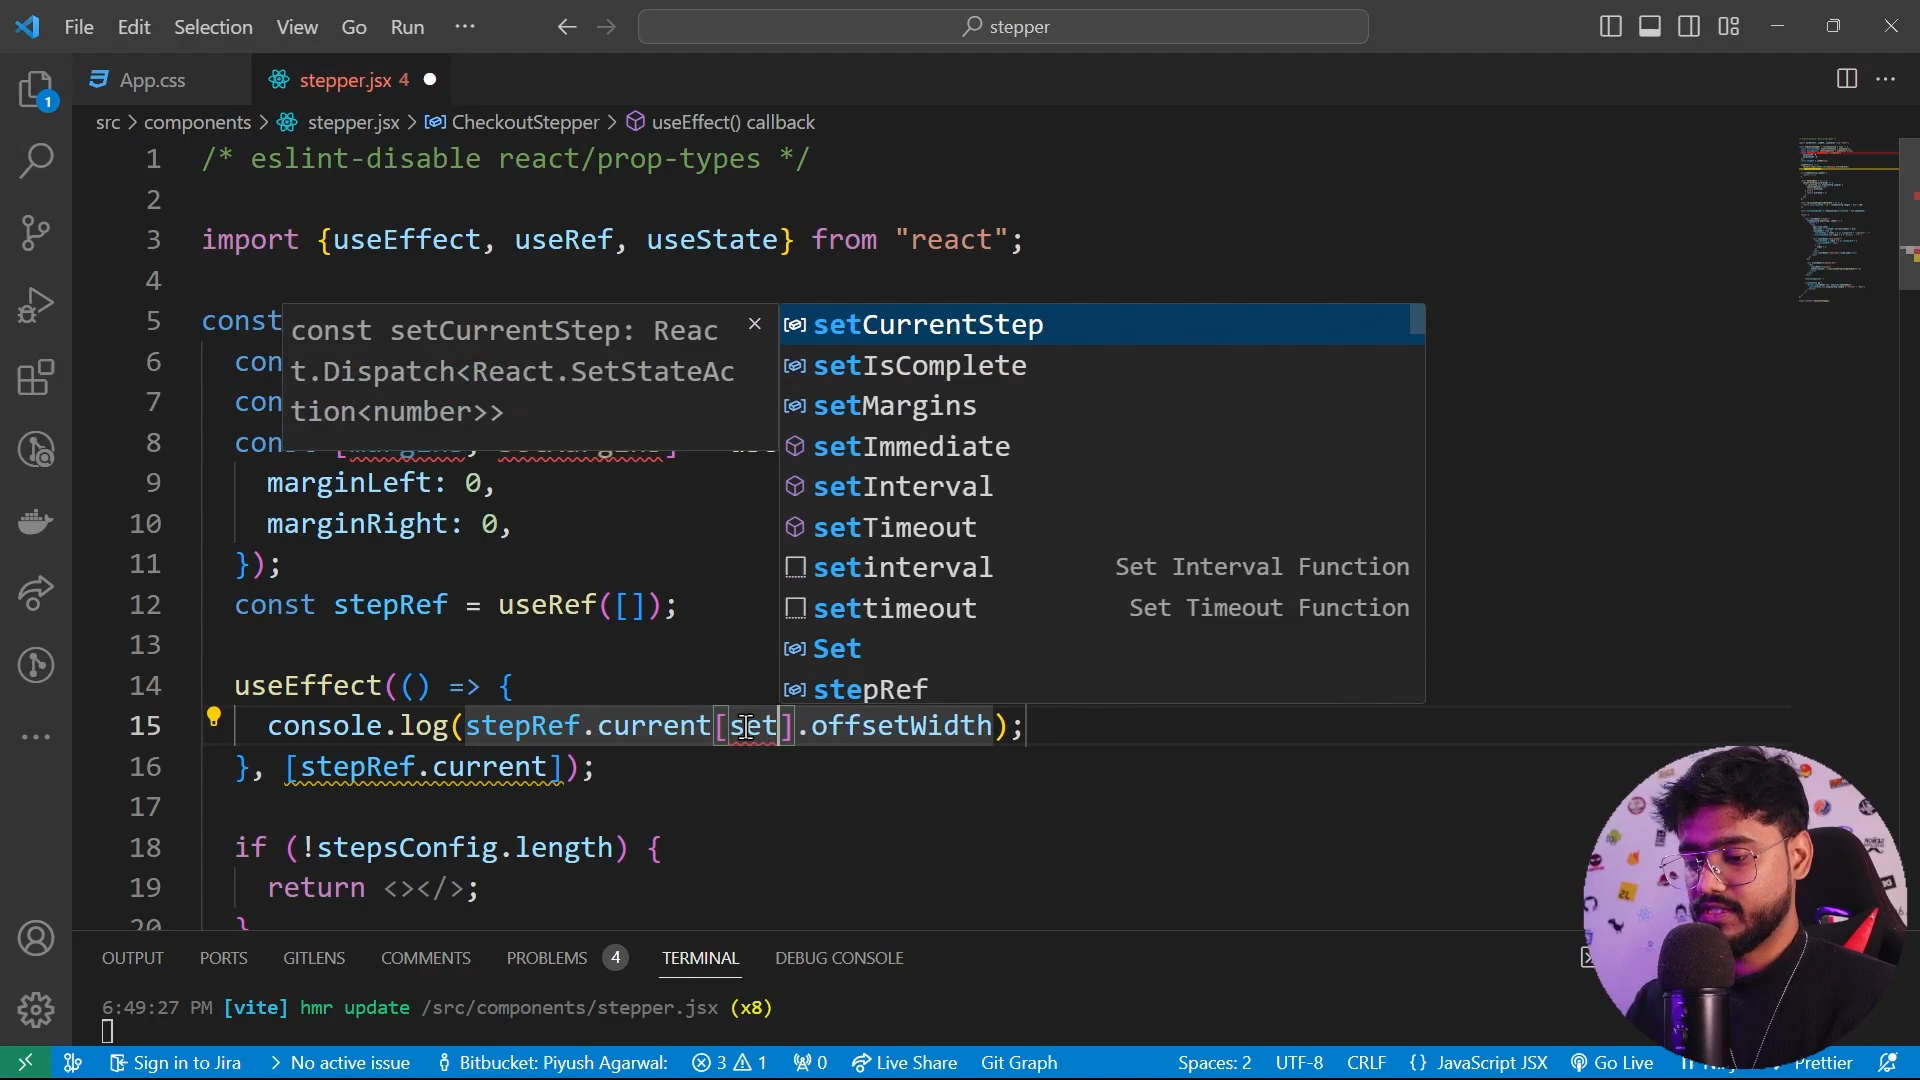 File Edit Selection View Go Run ··· stepper
1
App.css stepper.jsx 4
src > components > stepper.jsx > CheckoutStepper > useEffect() callback
1 /* eslint-disable react/prop-types */
2
3 import {useEffect, useRef, useState} from "react";
4
5 const
6 con
7 con
8 con
const setCurrentStep: Reac
t.Dispatch<React.SetStateAc
tion<number>>
setCurrentStep
setIsComplete
setMargins
setImmediate
setInterval
setTimeout
setinterval Set Interval Function
settimeout Set Timeout Function
Set
stepRef
9 marginLeft: 0,
10 marginRight: 0,
11 });
12 const stepRef = useRef([]);
13
14 useEffect(() => {
15 console.log(stepRef.current[set].offsetWidth);
16 }, [stepRef.current]);
17
18 if (!stepsConfig.length) {
19 return <></>;
20 }
OUTPUT PORTS GITLENS COMMENTS PROBLEMS 4 TERMINAL DEBUG CONSOLE
6:49:27 PM [vite] hmr update /src/components/stepper.jsx (x8)
Sign in to Jira No active issue Bitbucket: Piyush Agarwal: 3 1 0 Live Share Git Graph Spaces: 2 UTF-8 CRLF {} JavaScript JSX Go Live Prettier